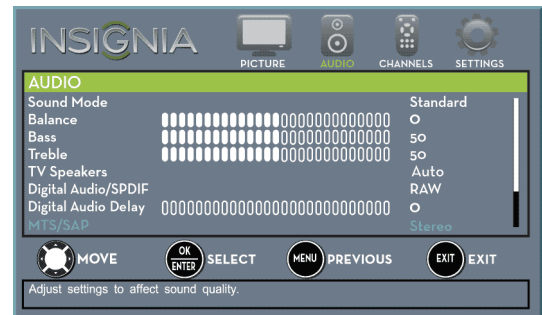 INSIGNIA
PICTURE AUDIO CHANNELS SETTINGS
AUDIO
Sound Mode Standard
Balance 0
Bass 50
Treble 50
TV Speakers Auto
Digital Audio/SPDIF RAW
Digital Audio Delay 0
MTS/SAP Stereo
MOVE OK ENTER SELECT MENU PREVIOUS EXIT EXIT
Adjust settings to affect sound quality.